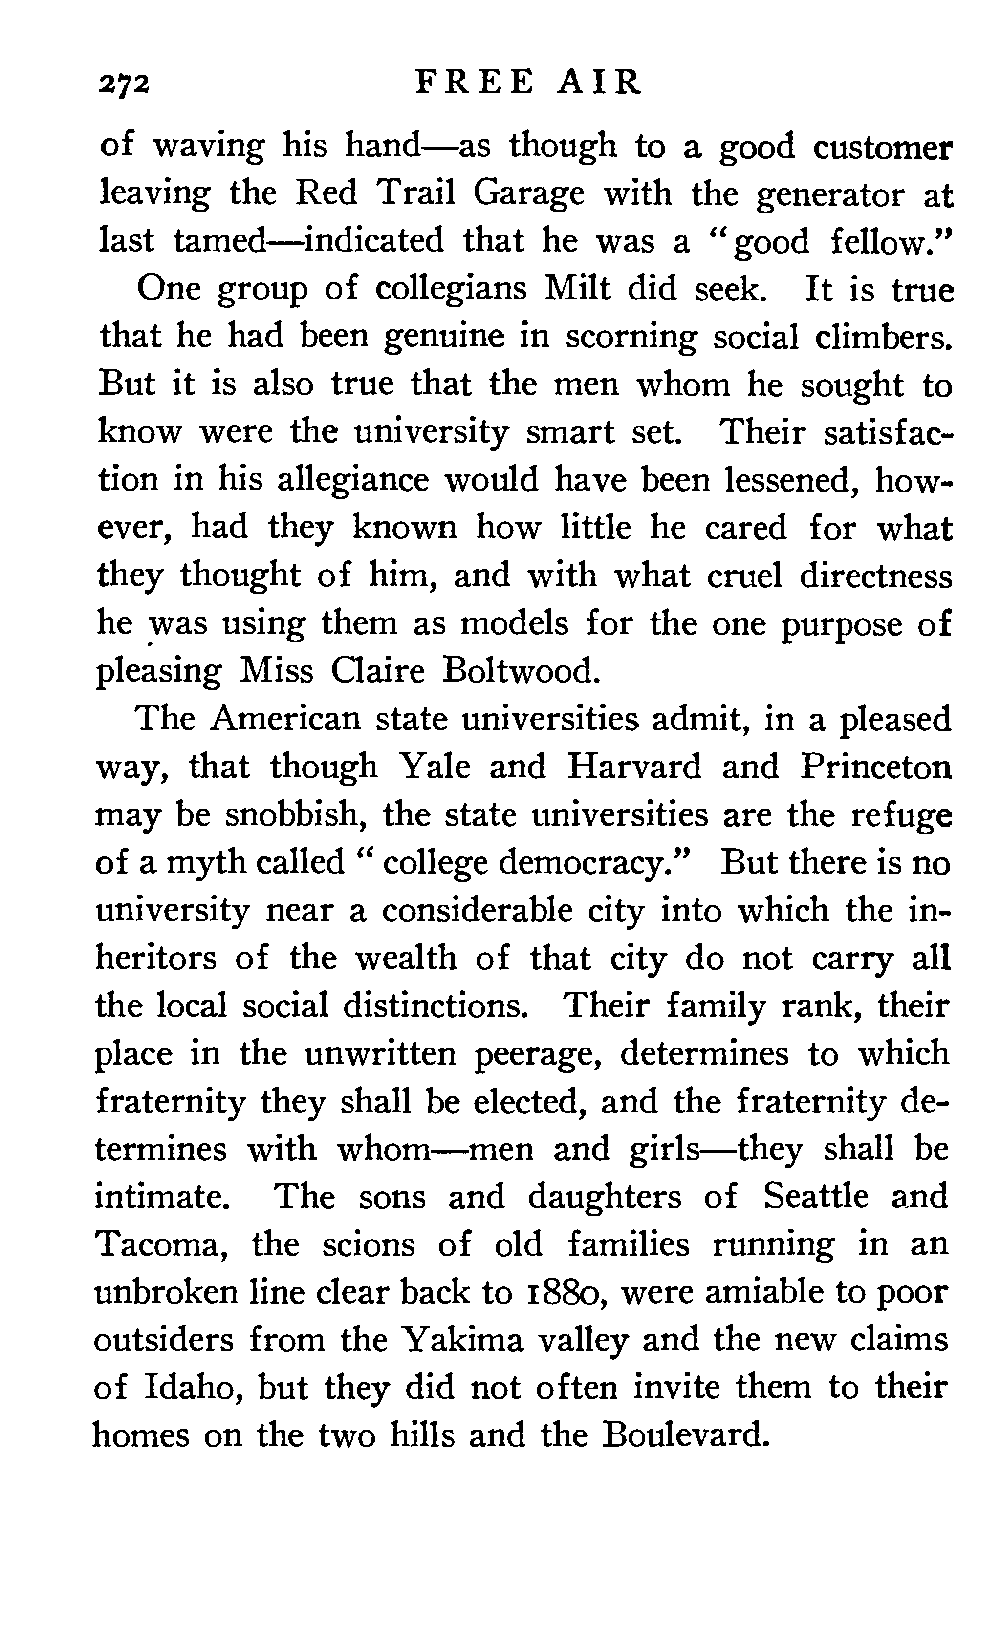 272 FREE AIR
of waving his hand—as though to a good customer
leaving the Red Trail Garage with the generator at
last tamed—indicated that he was a “good fellow.”
One group of collegians Milt did seek. It is true
that he had been genuine in scorning social climbers.
But it is also true that the men whom he sought to
know were the university smart set. Their satisfac-
tion in his allegiance would have been lessened, how-
ever, had they known how little he cared for what
they thought of him, and with what cruel directness
he was using them as models for the one purpose of
pleasing Miss Claire Boltwood.
The American state universities admit, in a pleased
way, that though Yale and Harvard and Princeton
may be snobbish, the state universities are the refuge
of a myth called “ college democracy.” But there is no
university near a considerable city into which the in-
heritors of the wealth of that city do not carry all
the local social distinctions. Their family rank, their
place in the unwritten peerage, determines to which
fraternity they shall be elected, and the fraternity de-
termines with whom—men and girls—they shall be
intimate. The sons and daughters of Seattle and
Tacoma, the scions of old families running in an
unbroken line clear back to 1880, were amiable to poor
outsiders from the Yakima valley and the new claims
of Idaho, but they did not often invite them to their
homes on the two hills and the Boulevard.